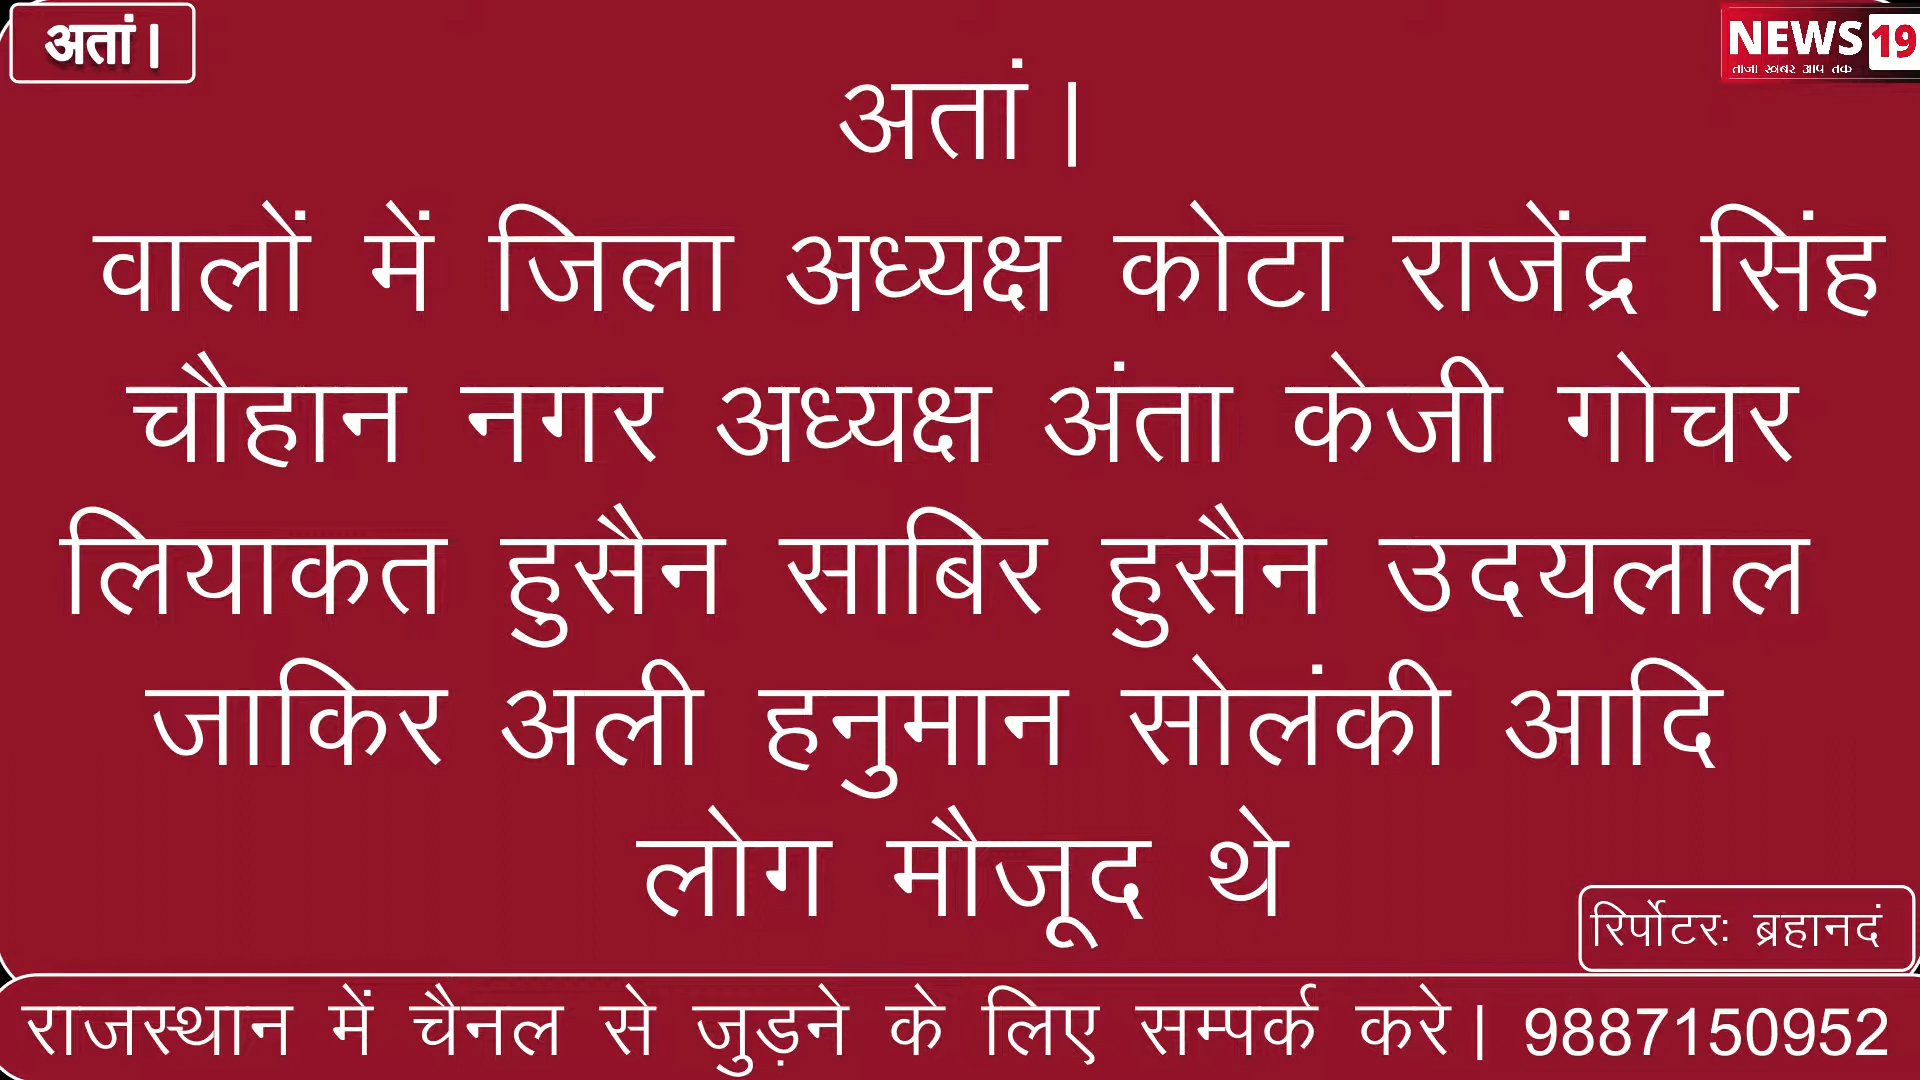 अतां।
NEWS 19
ताजा खबर आप तक
अतां।
वालों में जिला अध्यक्ष कोटा राजेंद्र सिंह
चौहान नगर अध्यक्ष अंता केजी गोचर
लियाकत हुसैन साबिर हुसैन उदयलाल
जाकिर अली हनुमान सोलंकी आदि
लोग मौजूद थे
रिर्पोटरः ब्रहानदं
राजस्थान में चैनल से जुड़ने के लिए सम्पर्क करे। 9887150952